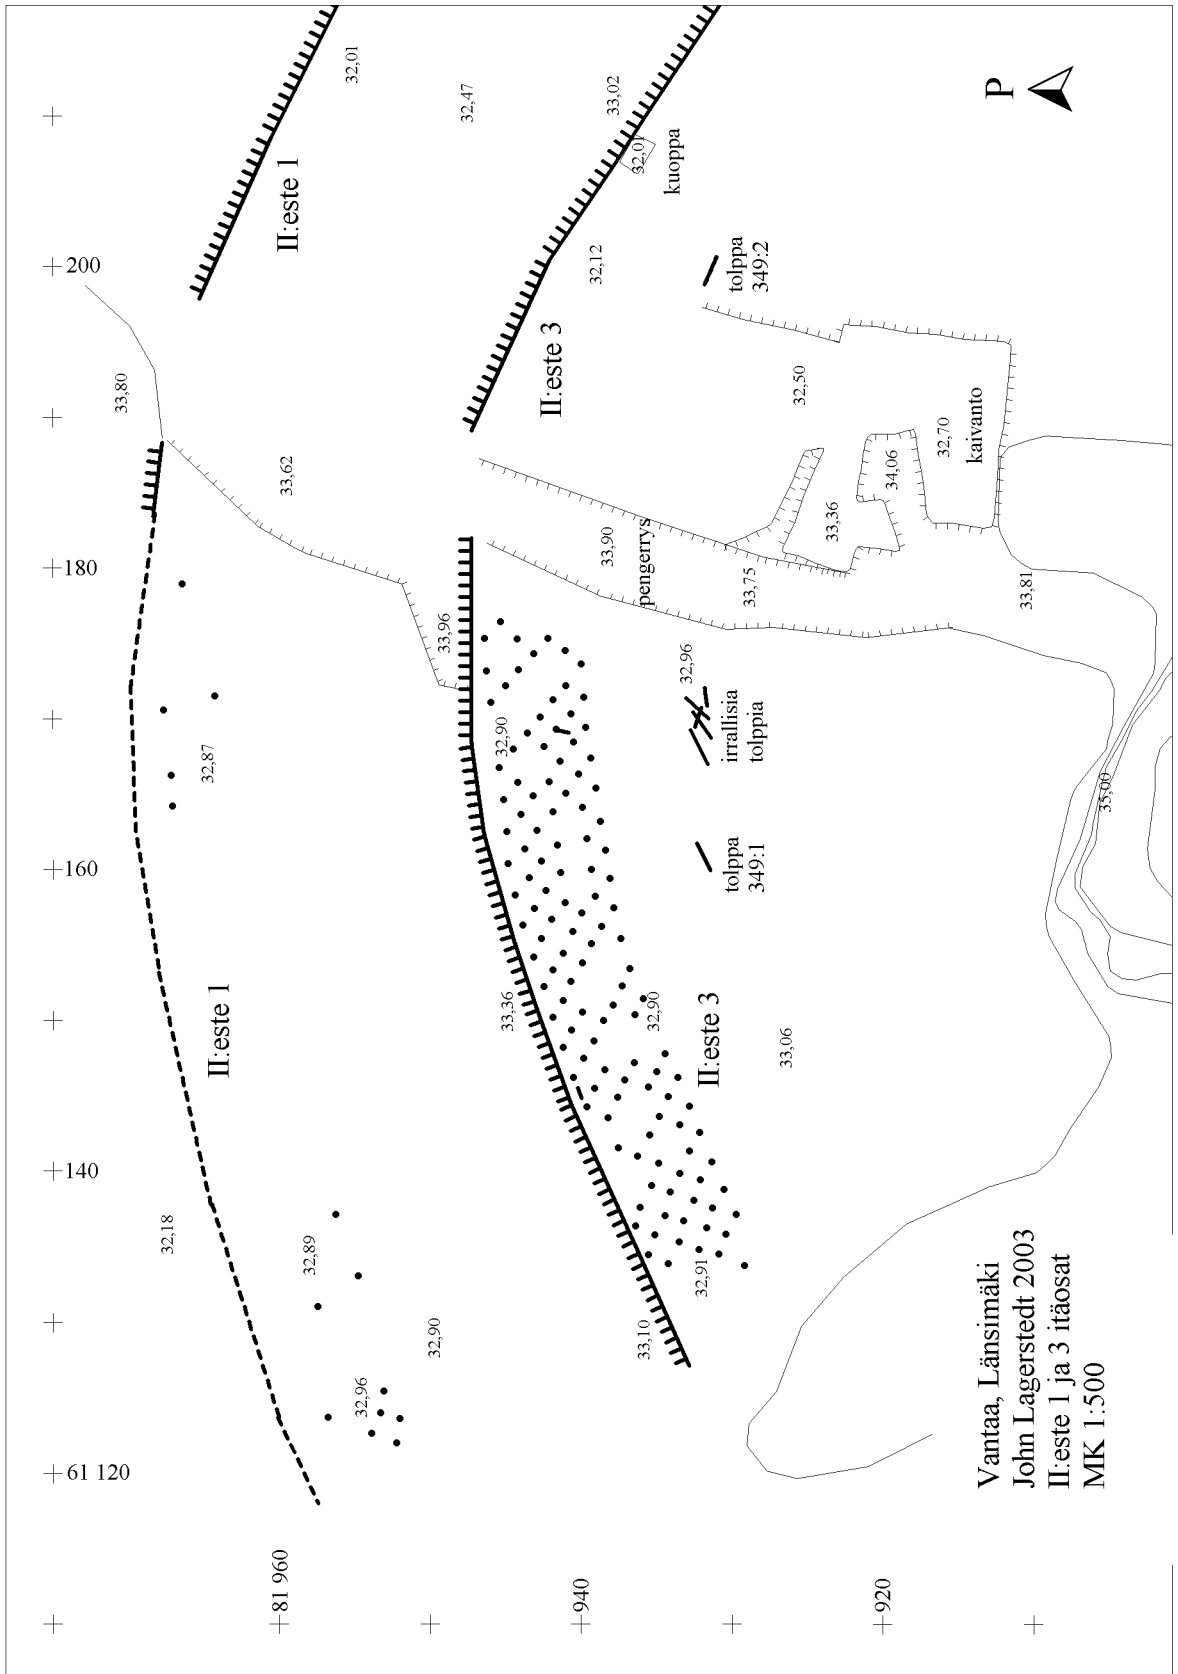 32,01
32,47
33,02
32,01
kuoppa
P
II:este 1
200
32,12
tolppa
349:2
33,80
II:este 3
32,50
33,62
32,70
kaivanto
34,06
33,36
33,90
pengerrys
33,75
180
33,81
33,96
32,96
irrallisia
tolppia
32,90
32,87
35,00
160
tolppa
349:1
II:este 1
33,36
32,90
II:este 3
33,06
140
32,18
32,89
32,91
33,10
32,90
32,96
61 120
81 960
940
920
Vantaa, Länsimäki
John Lagerstedt 2003
II:este 1 ja 3 itäosat
MK 1:500